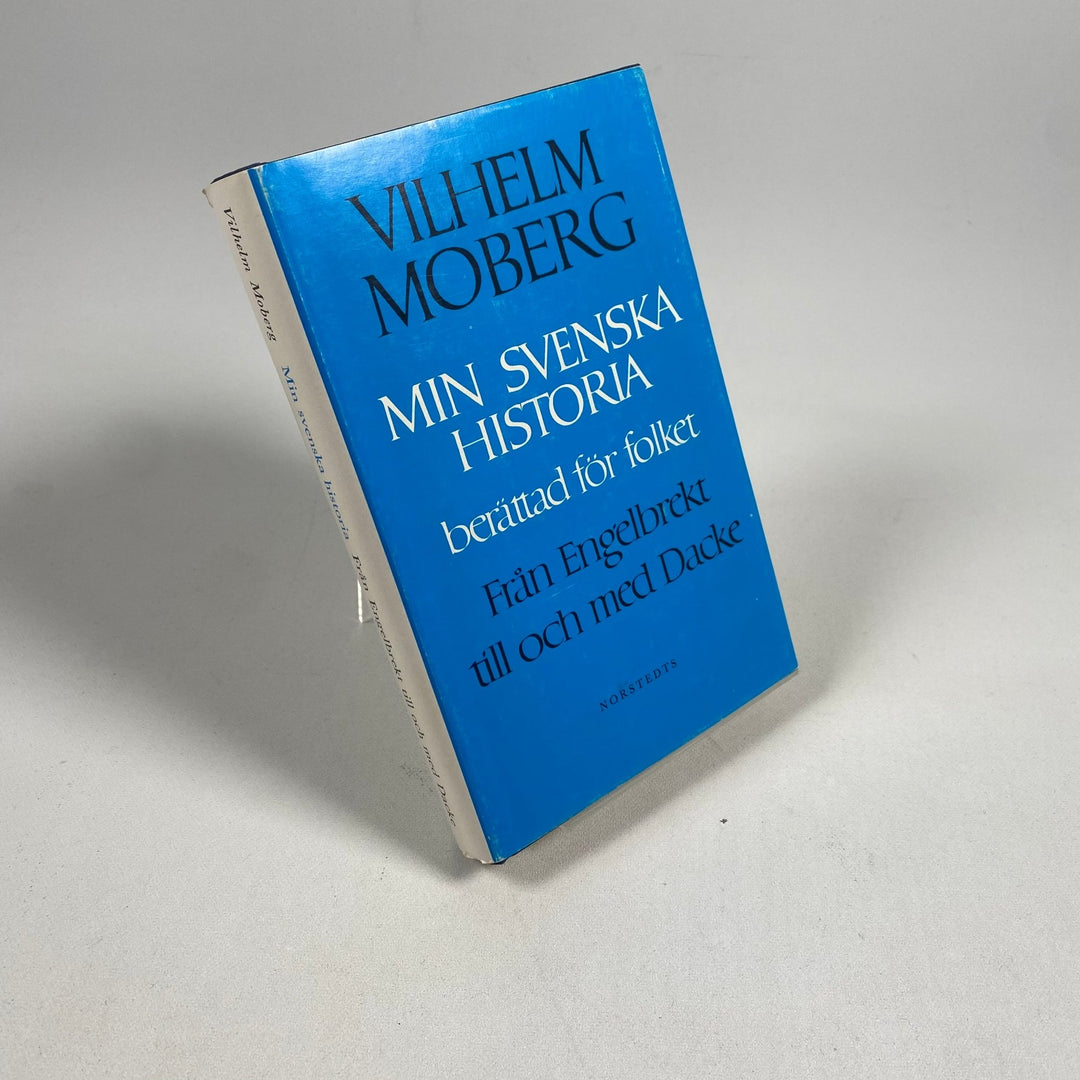 VILHELM
MOBERG
MIN SVENSKA
HISTORIA
berättad för folket
Från Engelbrekt
till och med Dacke
NORSTEDTS
Vilhelm Moberg Min svenska historia Från Engelbrekt till och med Dacke